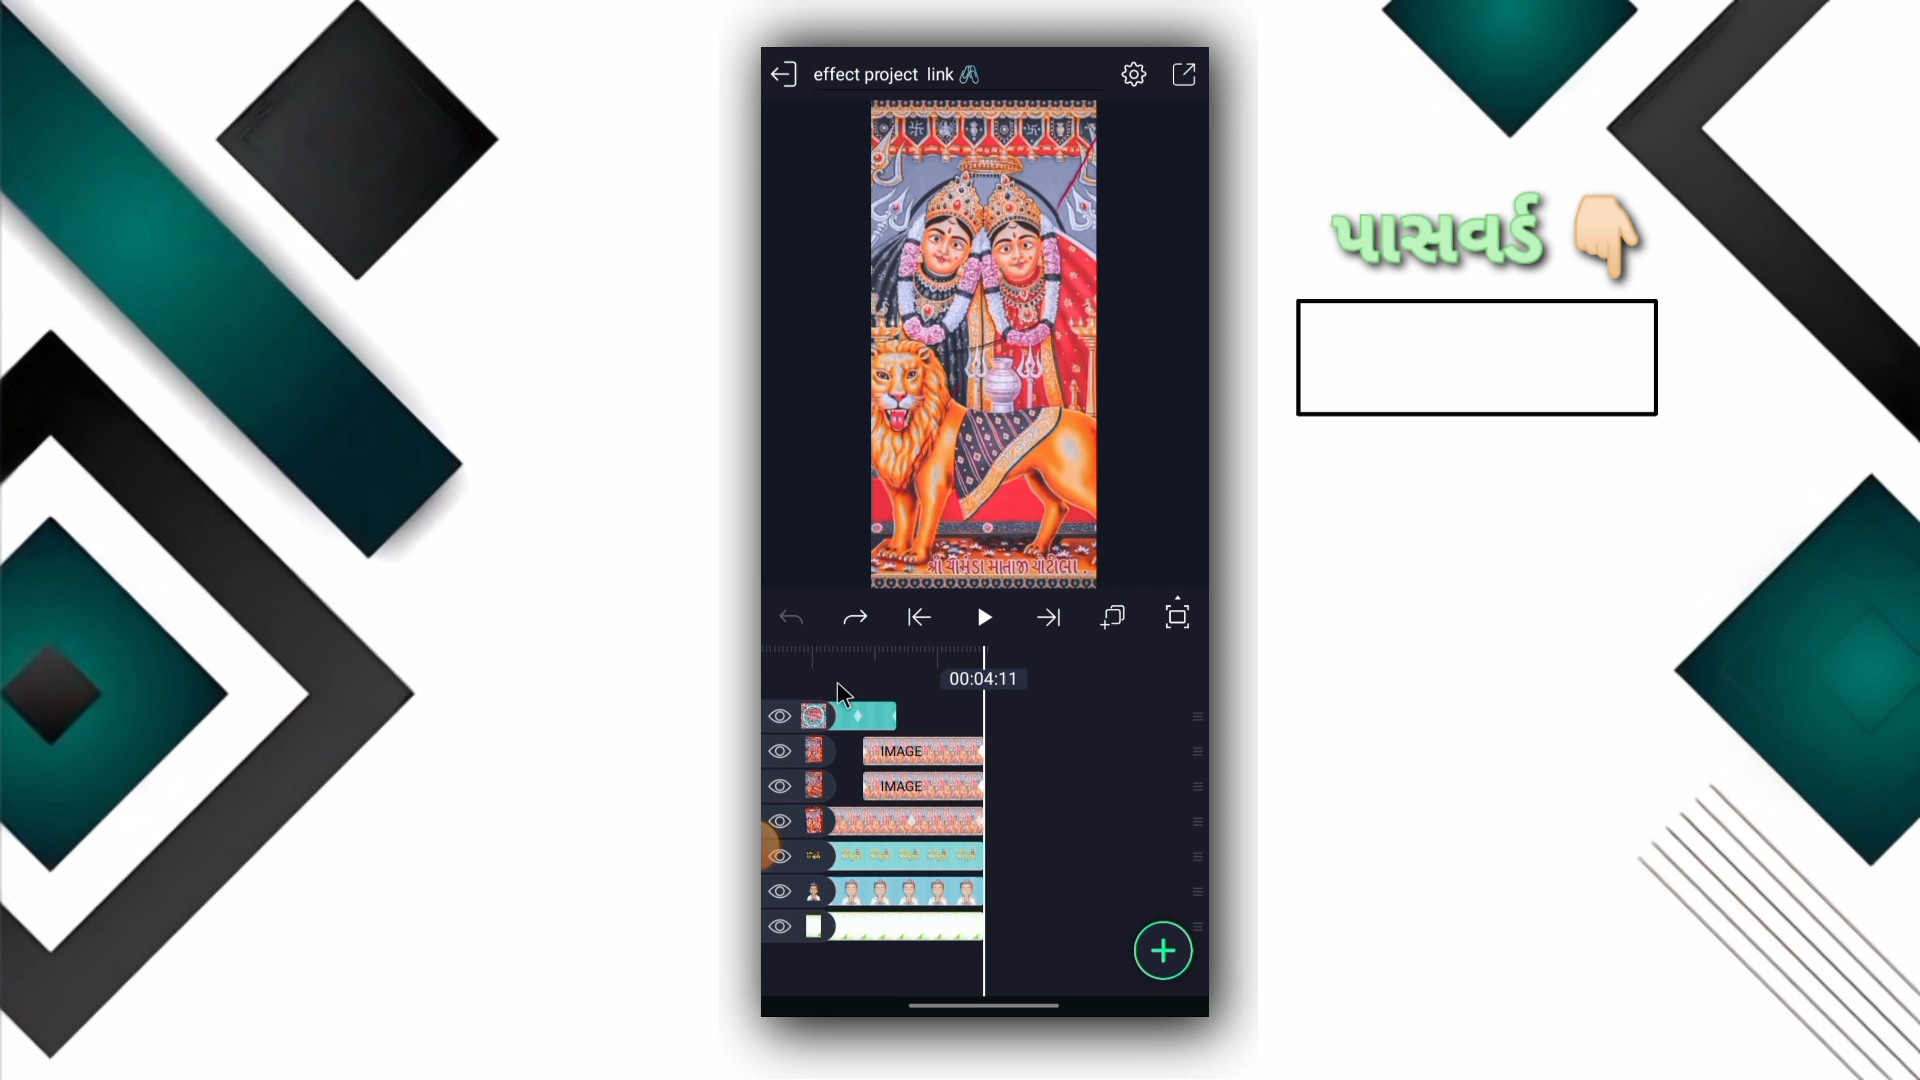 effect project link
પાસવર્ડ
શ્રી ચામુંડા માતાજી ચોટીલા .
00:04:11
IMAGE
IMAGE